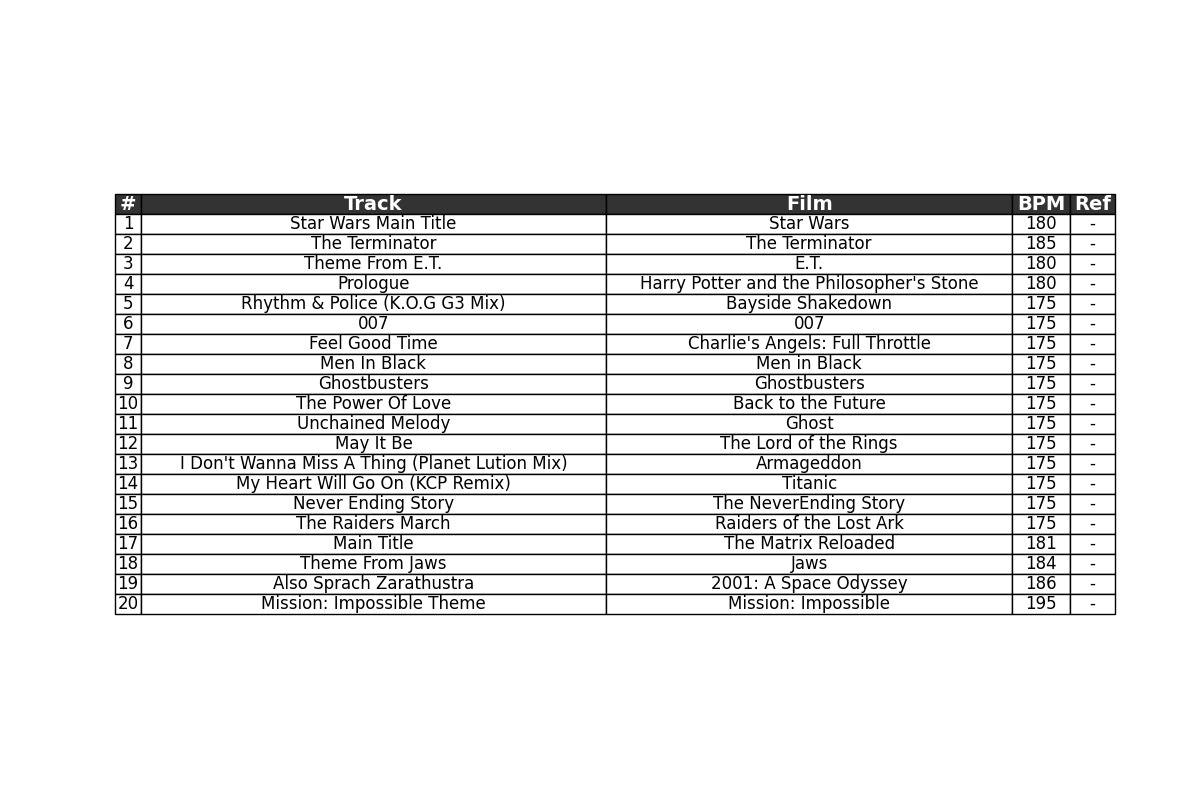 # Track Film BPM Ref
1 Star Wars Main Title Star Wars 180 -
2 The Terminator The Terminator 185 -
3 Theme From E.T. E.T. 180 -
4 Prologue Harry Potter and the Philosopher's Stone 180 -
5 Rhythm & Police (K.O.G G3 Mix) Bayside Shakedown 175 -
6 007 007 175 -
7 Feel Good Time Charlie's Angels: Full Throttle 175 -
8 Men In Black Men in Black 175 -
9 Ghostbusters Ghostbusters 175 -
10 The Power Of Love Back to the Future 175 -
11 Unchained Melody Ghost 175 -
12 May It Be The Lord of the Rings 175 -
13 I Don't Wanna Miss A Thing (Planet Lution Mix) Armageddon 175 -
14 My Heart Will Go On (KCP Remix) Titanic 175 -
15 Never Ending Story The NeverEnding Story 175 -
16 The Raiders March Raiders of the Lost Ark 175 -
17 Main Title The Matrix Reloaded 181 -
18 Theme From Jaws Jaws 184 -
19 Also Sprach Zarathustra 2001: A Space Odyssey 186 -
20 Mission: Impossible Theme Mission: Impossible 195 -